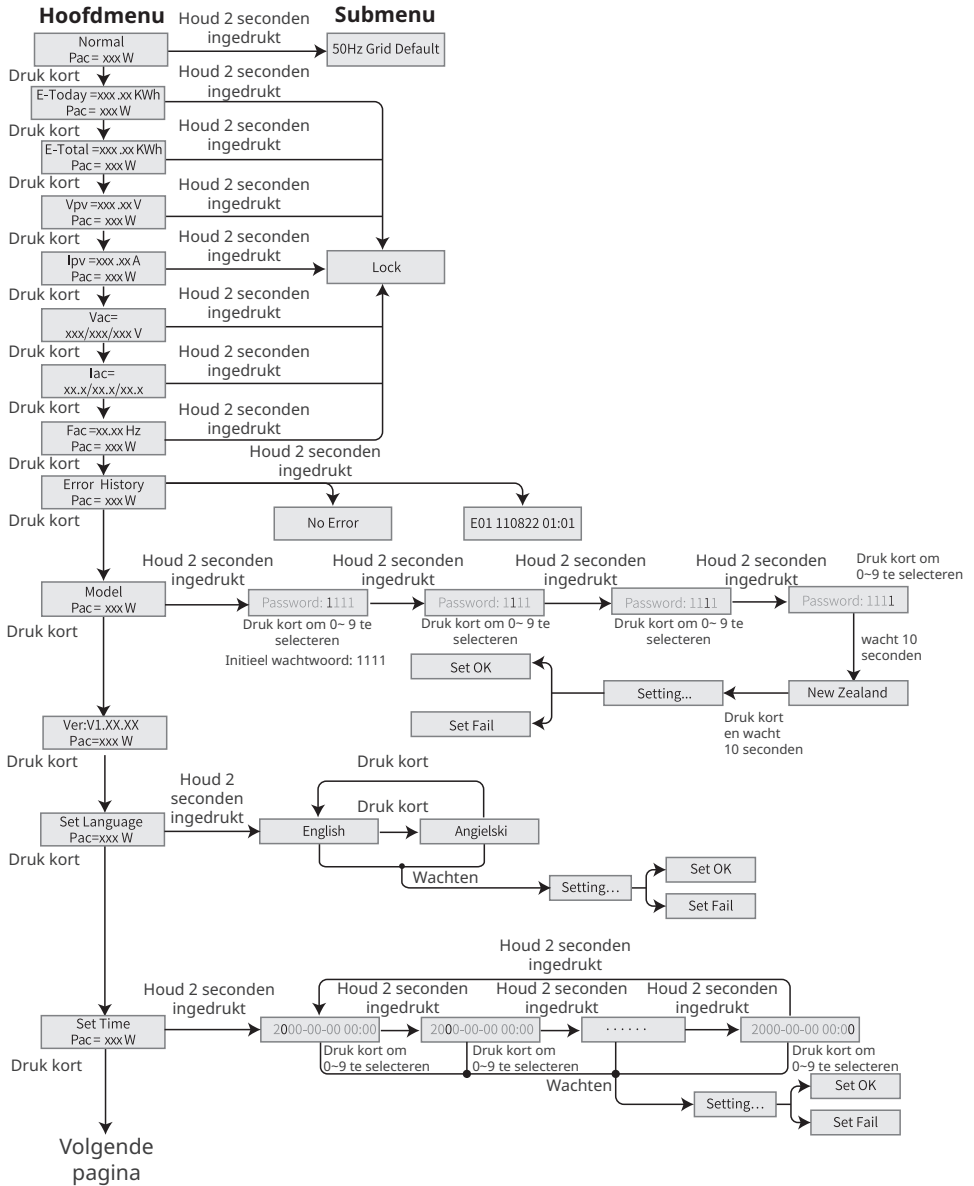 Hoofdmenu
Submenu
Houd 2 seconden
ingedrukt
Normal
Pac= xxx W
50Hz Grid Default
Druk kort
Houd 2 seconden
ingedrukt
E-Today =xxx .xx KWh
Pac= xxx W
Druk kort
Houd 2 seconden
ingedrukt
E-Total =xxx .xx KWh
Pac= xxx W
Druk kort
Houd 2 seconden
ingedrukt
Vpv =xxx .xx V
Pac= xxx W
Druk kort
Houd 2 seconden
ingedrukt
Ipv =xxx .xx A
Pac= xxx W
Lock
Druk kort
Houd 2 seconden
ingedrukt
Vac=
xxx/xxx/xxx V
Druk kort
Houd 2 seconden
ingedrukt
Iac=
xx.x/xx.x/xx.x
Druk kort
Houd 2 seconden
ingedrukt
Fac =xx.xx Hz
Pac= xxx W
Druk kort
Houd 2 seconden
ingedrukt
Error History
Pac= xxx W
Druk kort
No Error
E01 110822 01:01
Houd 2 seconden
ingedrukt
Houd 2 seconden
ingedrukt
Houd 2 seconden
ingedrukt
Houd 2 seconden
ingedrukt
Druk kort om
0~9 te selecteren
Model
Pac= xxx W
Password: 1111
Password: 1111
Password: 1111
Password: 1111
Druk kort
Druk kort om 0~ 9 te
selecteren
Druk kort om 0~ 9 te
selecteren
Druk kort om 0~ 9 te
selecteren
Initieel wachtwoord: 1111
wacht 10
seconden
Set OK
Setting...
New Zealand
Set Fail
Druk kort
en wacht
10 seconden
Ver:V1.XX.XX
Pac=xxx W
Druk kort
Houd 2
seconden
ingedrukt
Druk kort
Druk kort
Set Language
Pac=xxx W
English
Angielski
Druk kort
Wachten
Setting...
Set OK
Set Fail
Houd 2 seconden
ingedrukt
Houd 2 seconden
ingedrukt
Houd 2 seconden
ingedrukt
Houd 2 seconden
ingedrukt
Houd 2 seconden
ingedrukt
Set Time
Pac= xxx W
2000-00-00 00:00
2000-00-00 00:00
······
2000-00-00 00:00
Druk kort
Druk kort om
0~9 te selecteren
Druk kort om
0~9 te selecteren
Druk kort om
0~9 te selecteren
Wachten
Setting...
Set OK
Set Fail
Volgende
pagina